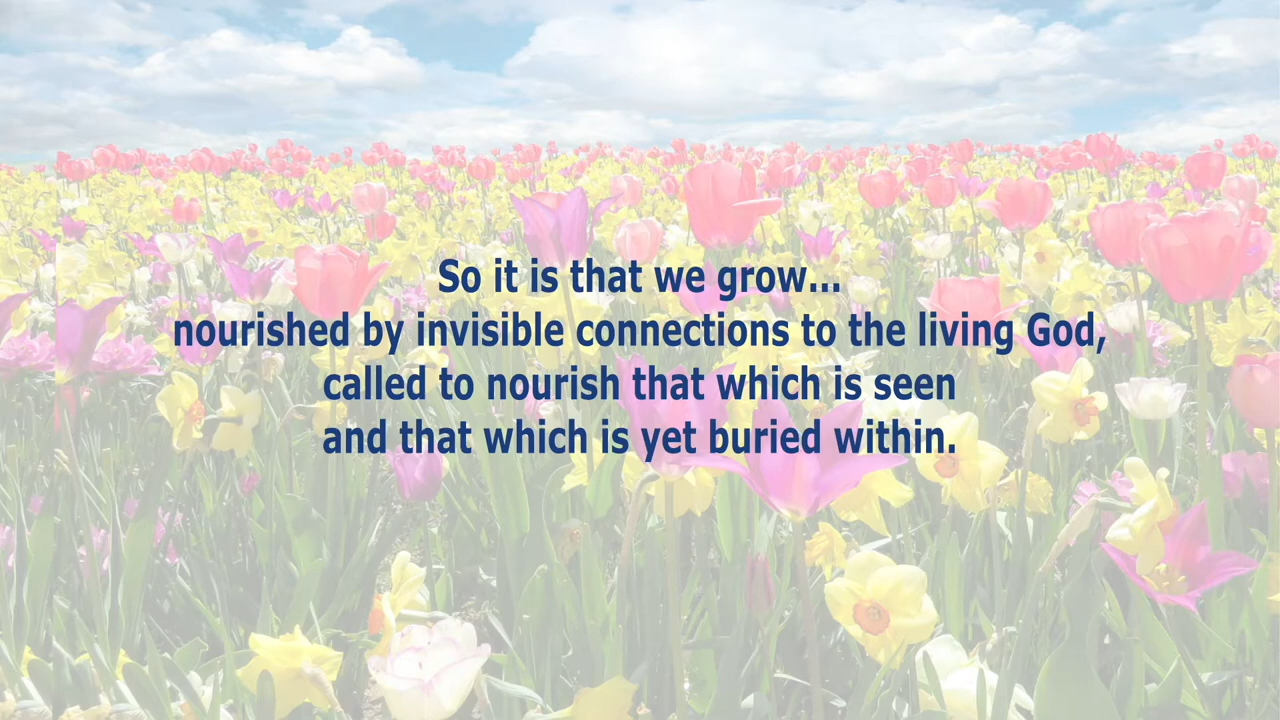 So it is that we grow...
nourished by invisible connections to the living God,
called to nourish that which is seen
and that which is yet buried within.